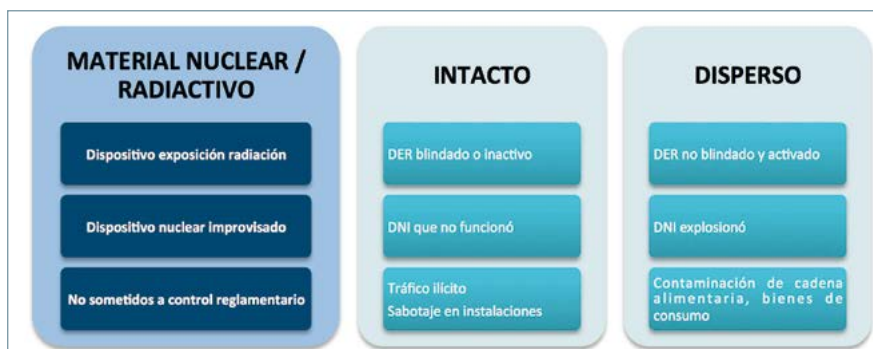 MATERIAL NUCLEAR /
RADIACTIVO
Dispositivo exposición radiación
Dispositivo nuclear improvisado
No sometidos a control reglamentario
INTACTO
DER blindado o inactivo
DNI que no funcionó
Tráfico ilícito
Sabotaje en instalaciones
DISPERSO
DER no blindado y activado
DNI explosionó
Contaminación de cadena
alimentaria, bienes de
consumo